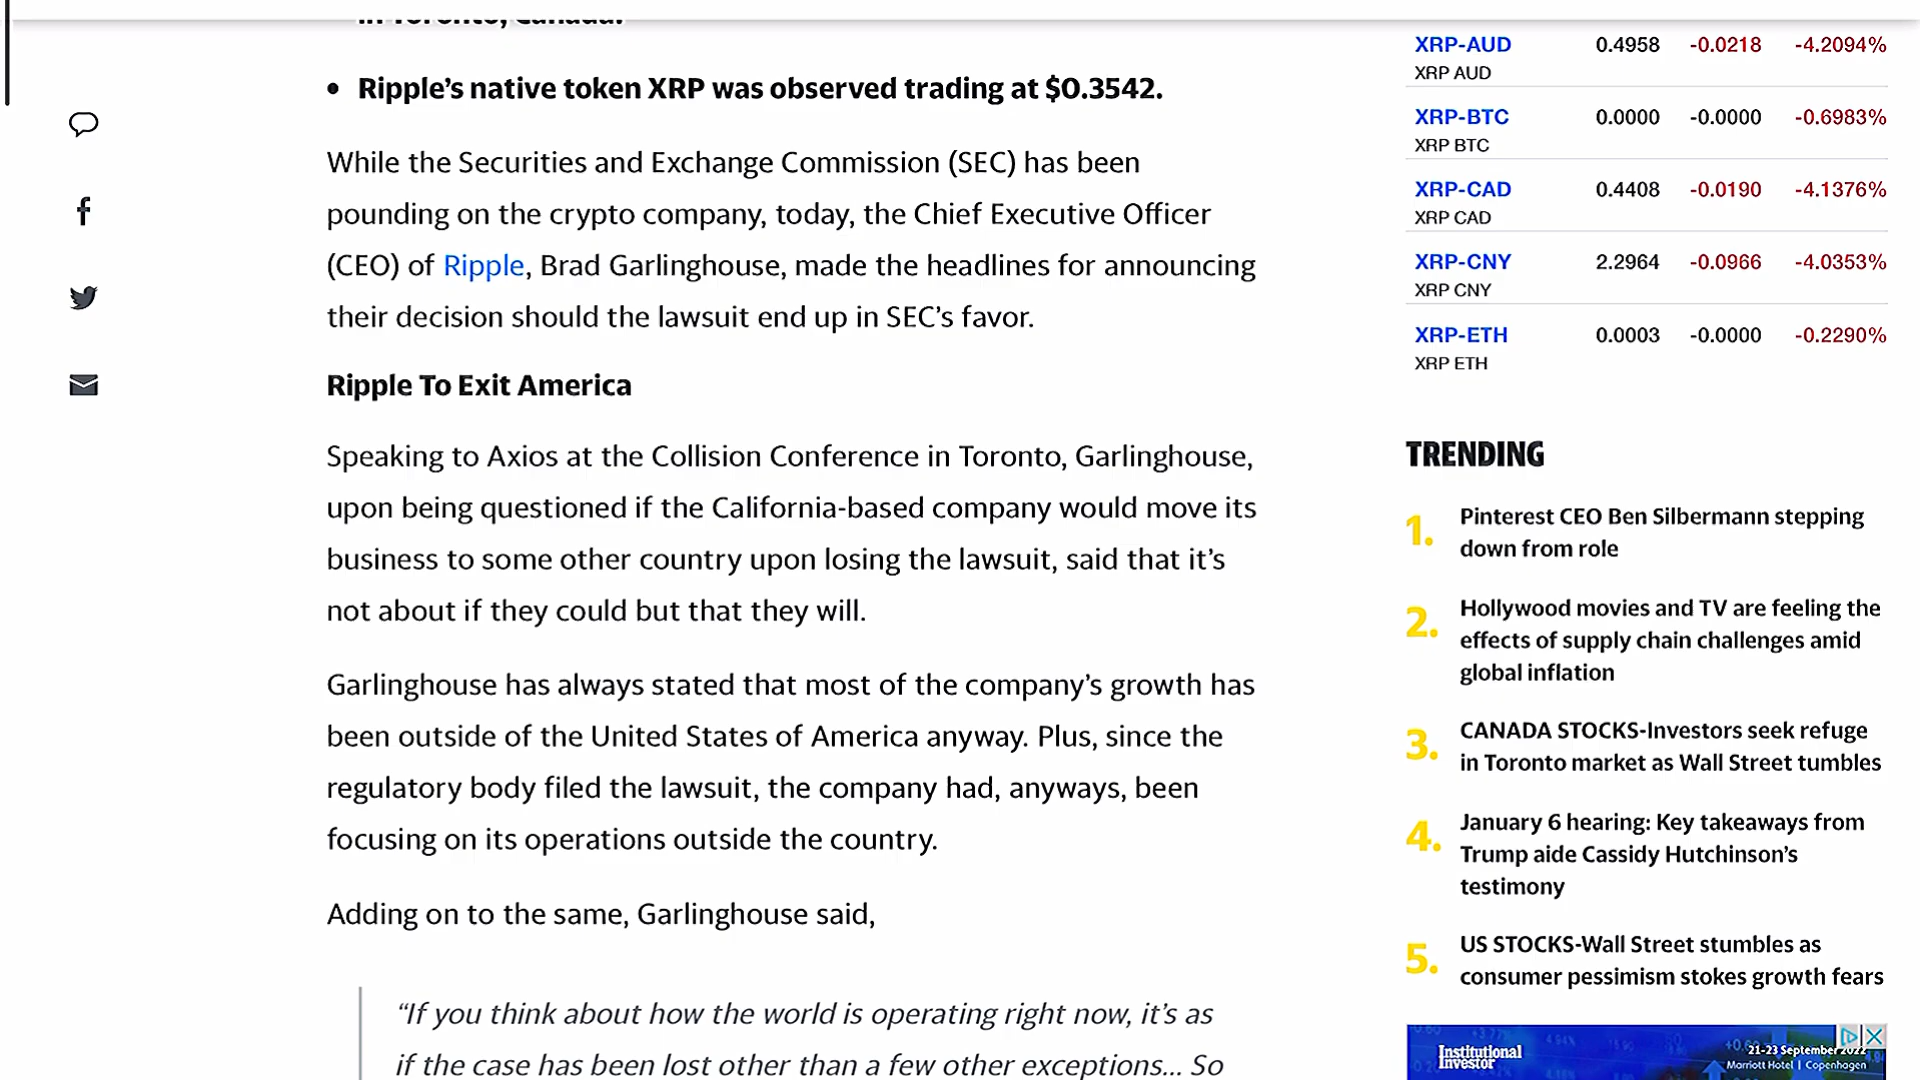 in Toronto, Canada.
• Ripple’s native token XRP was observed trading at $0.3542.
While the Securities and Exchange Commission (SEC) has been
pounding on the crypto company, today, the Chief Executive Officer
(CEO) of Ripple, Brad Garlinghouse, made the headlines for announcing
their decision should the lawsuit end up in SEC’s favor.
Ripple To Exit America
Speaking to Axios at the Collision Conference in Toronto, Garlinghouse,
upon being questioned if the California-based company would move its
business to some other country upon losing the lawsuit, said that it’s
not about if they could but that they will.
Garlinghouse has always stated that most of the company’s growth has
been outside of the United States of America anyway. Plus, since the
regulatory body filed the lawsuit, the company had, anyways, been
focusing on its operations outside the country.
Adding on to the same, Garlinghouse said,
“If you think about how the world is operating right now, it’s as
if the case has been lost other than a few other exceptions... So
XRP-AUD 0.4958 -0.0218 -4.2094%
XRP AUD
XRP-BTC 0.0000 -0.0000 -0.6983%
XRP BTC
XRP-CAD 0.4408 -0.0190 -4.1376%
XRP CAD
XRP-CNY 2.2964 -0.0966 -4.0353%
XRP CNY
XRP-ETH 0.0003 -0.0000 -0.2290%
XRP ETH
TRENDING
1. Pinterest CEO Ben Silbermann stepping
down from role
2. Hollywood movies and TV are feeling the
effects of supply chain challenges amid
global inflation
3. CANADA STOCKS-Investors seek refuge
in Toronto market as Wall Street tumbles
4. January 6 hearing: Key takeaways from
Trump aide Cassidy Hutchinson’s
testimony
5. US STOCKS-Wall Street stumbles as
consumer pessimism stokes growth fears
Institutional
Investor
21-23 September 2022
Marriott Hotel | Copenhagen